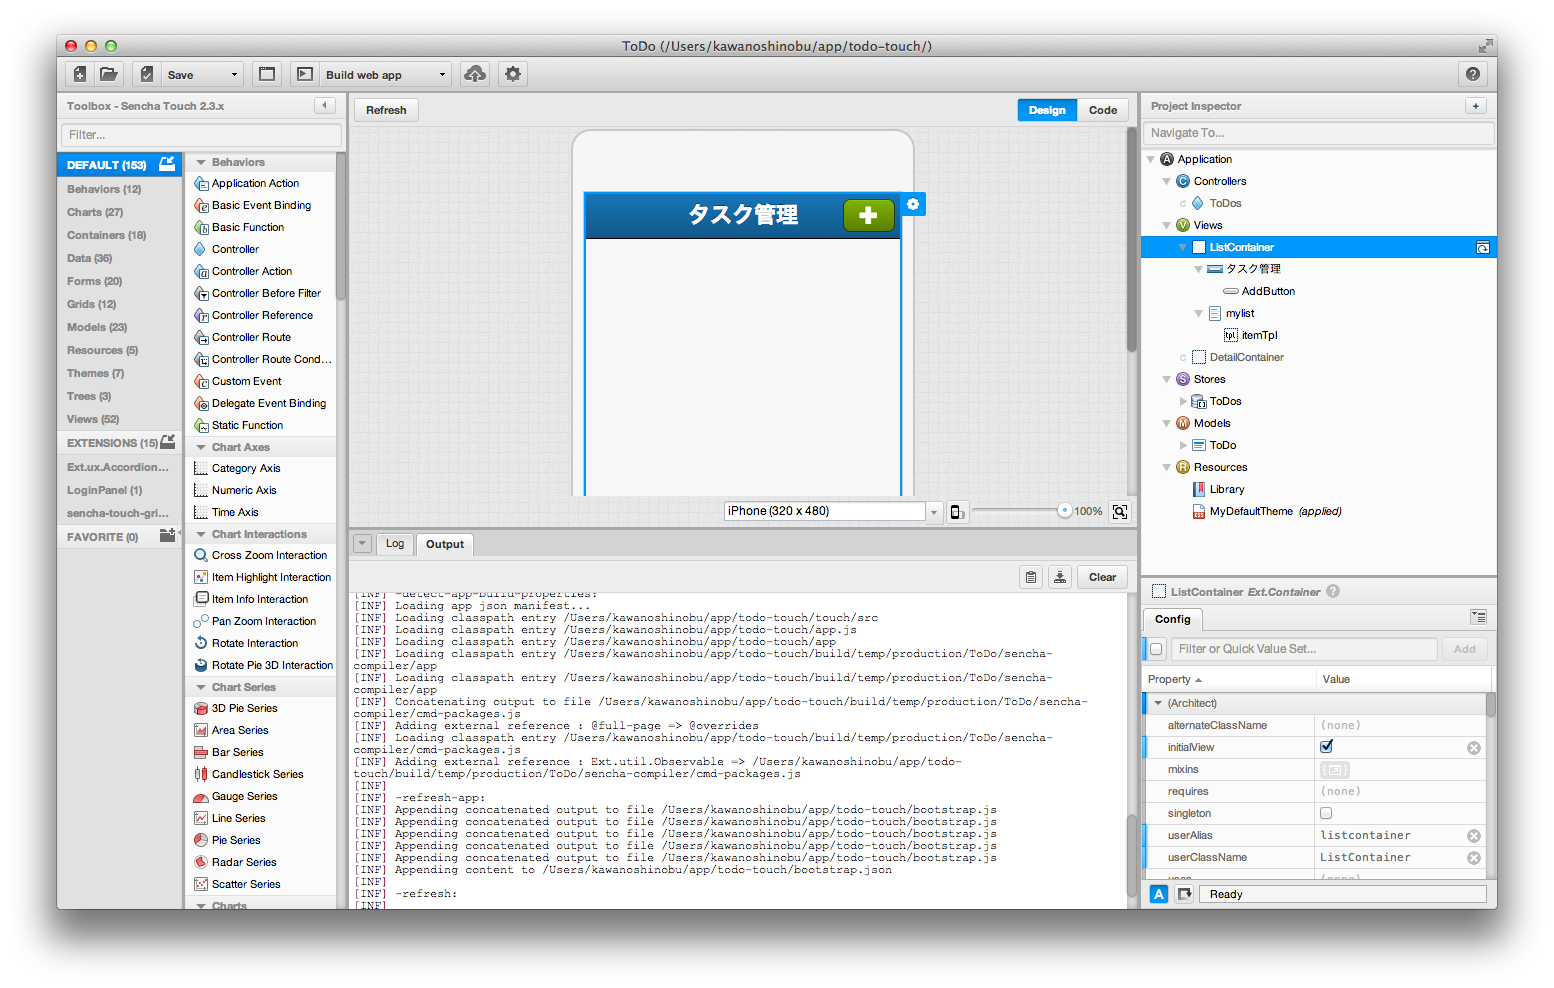 ToDo (/Users/kawanoshinobu/app/todo-touch/)
Save
Build web app
Toolbox - Sencha Touch 2.3.x
Filter...
DEFAULT (153)
Behaviors (12)
Charts (27)
Containers (18)
Data (36)
Forms (20)
Grids (12)
Models (23)
Resources (5)
Themes (7)
Trees (3)
Views (52)
EXTENSIONS (15)
Ext.ux.Accordion...
LoginPanel (1)
sencha-touch-gri...
FAVORITE (0)
Behaviors
Application Action
Basic Event Binding
Basic Function
Controller
Controller Action
Controller Before Filter
Controller Reference
Controller Route
Controller Route Cond...
Custom Event
Delegate Event Binding
Static Function
Chart Axes
Category Axis
Numeric Axis
Time Axis
Chart Interactions
Cross Zoom Interaction
Item Highlight Interaction
Item Info Interaction
Pan Zoom Interaction
Rotate Interaction
Rotate Pie 3D Interaction
Chart Series
3D Pie Series
Area Series
Bar Series
Candlestick Series
Gauge Series
Line Series
Pie Series
Radar Series
Scatter Series
Charts
Refresh
Design
Code
タスク管理
iPhone (320 x 480)
100%
Log
Output
Clear
[INF] -detect-app-build-properties:
[INF] Loading app json manifest...
[INF] Loading classpath entry /Users/kawanoshinobu/app/todo-touch/touch/src
[INF] Loading classpath entry /Users/kawanoshinobu/app/todo-touch/app.js
[INF] Loading classpath entry /Users/kawanoshinobu/app/todo-touch/app
[INF] Loading classpath entry /Users/kawanoshinobu/app/todo-touch/build/temp/production/ToDo/sencha-
compiler/app
[INF] Loading classpath entry /Users/kawanoshinobu/app/todo-touch/build/temp/production/ToDo/sencha-
compiler/app
[INF] Concatenating output to file /Users/kawanoshinobu/app/todo-touch/build/temp/production/ToDo/sencha-
compiler/cmd-packages.js
[INF] Adding external reference : @full-page => @overrides
[INF] Loading classpath entry /Users/kawanoshinobu/app/todo-touch/build/temp/production/ToDo/sencha-
compiler/cmd-packages.js
[INF] Adding external reference : Ext.util.Observable => /Users/kawanoshinobu/app/todo-
touch/build/temp/production/ToDo/sencha-compiler/cmd-packages.js
[INF]
[INF] -refresh-app:
[INF] Appending concatenated output to file /Users/kawanoshinobu/app/todo-touch/bootstrap.js
[INF] Appending concatenated output to file /Users/kawanoshinobu/app/todo-touch/bootstrap.js
[INF] Appending concatenated output to file /Users/kawanoshinobu/app/todo-touch/bootstrap.js
[INF] Appending concatenated output to file /Users/kawanoshinobu/app/todo-touch/bootstrap.js
[INF] Appending concatenated output to file /Users/kawanoshinobu/app/todo-touch/bootstrap.js
[INF] Appending content to /Users/kawanoshinobu/app/todo-touch/bootstrap.json
[INF]
[INF] -refresh:
[INF]
Project Inspector
Navigate To...
Application
Controllers
ToDos
Views
ListContainer
タスク管理
AddButton
mylist
itemTpl
DetailContainer
Stores
ToDos
Models
ToDo
Resources
Library
MyDefaultTheme (applied)
ListContainer Ext.Container
Config
Filter or Quick Value Set...
Add
Property
Value
(Architect)
alternateClassName (none)
initialView
mixins
requires (none)
singleton
userAlias listcontainer
userClassName ListContainer
uses (none)
Ready